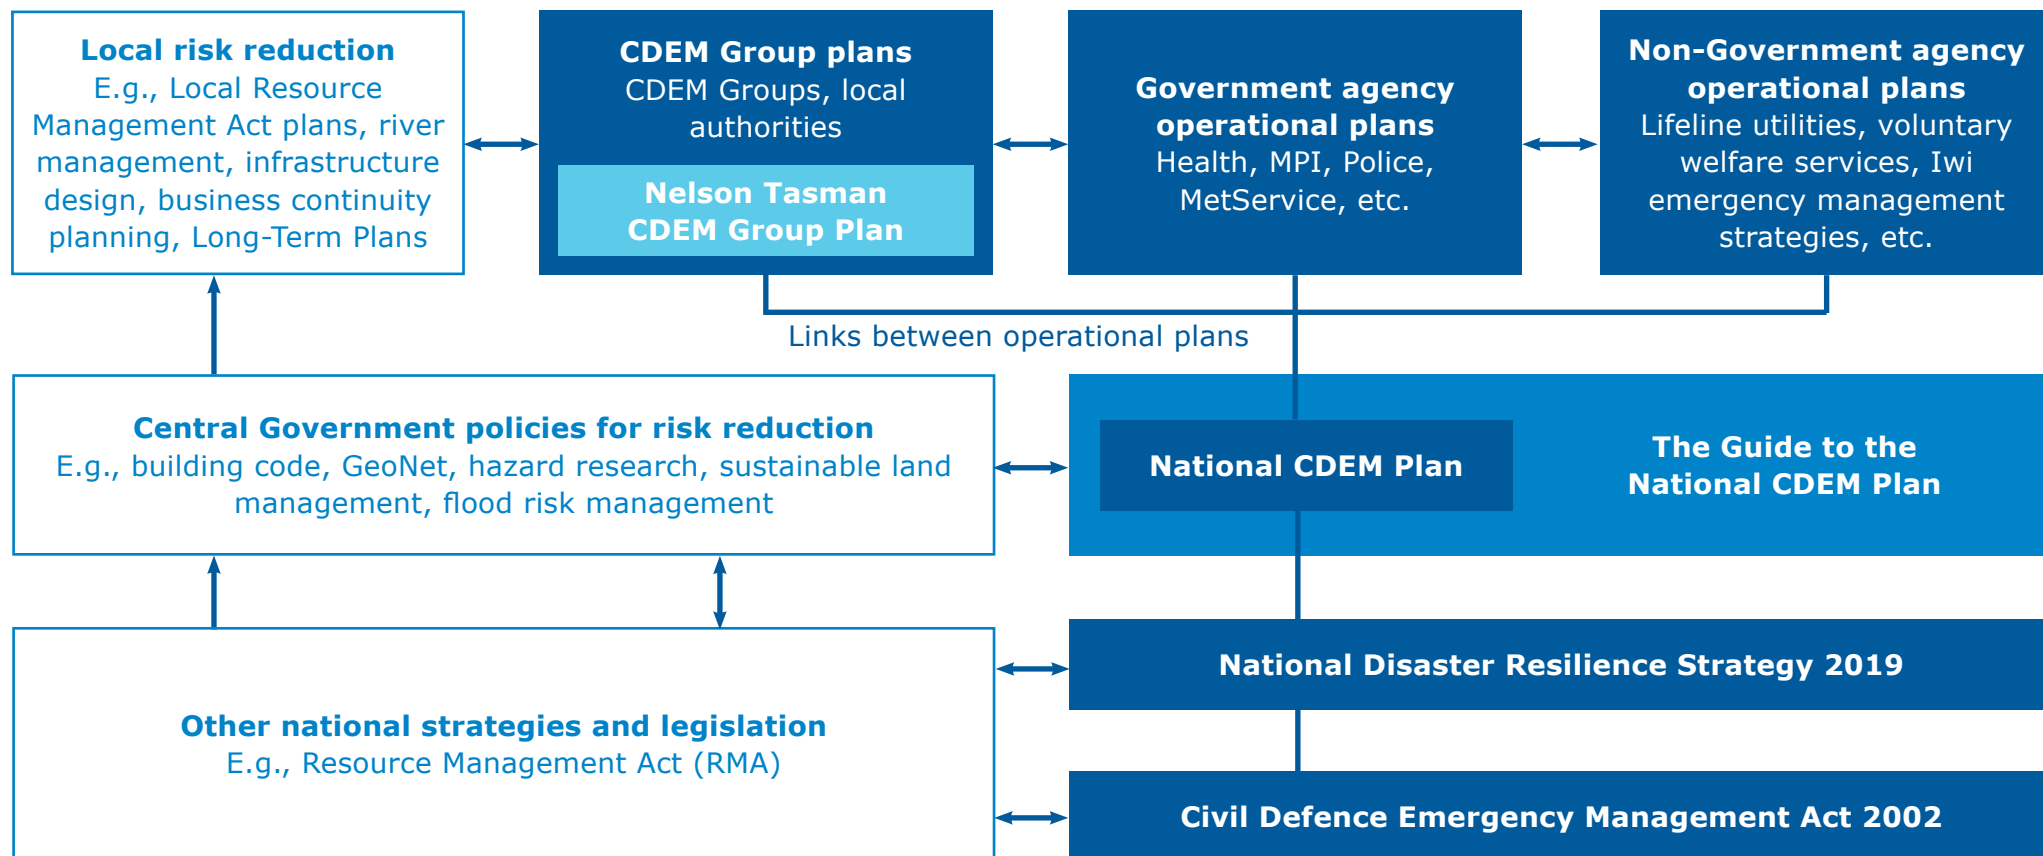 Local risk reduction
E.g., Local Resource
Management Act plans, river
management, infrastructure
design, business continuity
planning, Long-Term Plans
CDEM Group plans
CDEM Groups, local
authorities
Nelson Tasman
CDEM Group Plan
Government agency
operational plans
Health, MPI, Police,
MetService, etc.
Non-Government agency
operational plans
Lifeline utilities, voluntary
welfare services, Iwi
emergency management
strategies, etc.
Links between operational plans
Central Government policies for risk reduction
E.g., building code, GeoNet, hazard research, sustainable land
management, flood risk management
National CDEM Plan
The Guide to the
National CDEM Plan
Other national strategies and legislation
E.g., Resource Management Act (RMA)
National Disaster Resilience Strategy 2019
Civil Defence Emergency Management Act 2002